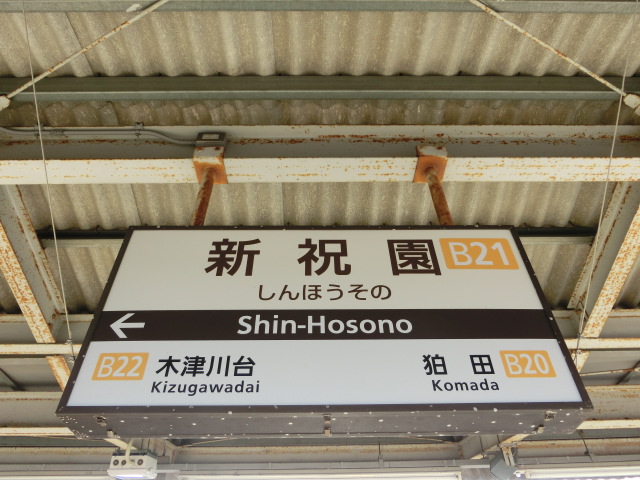 新祝園 B21
しんほうその
Shin-Hosono
B22 木津川台 狛田 B20
Kizugawadai Komada